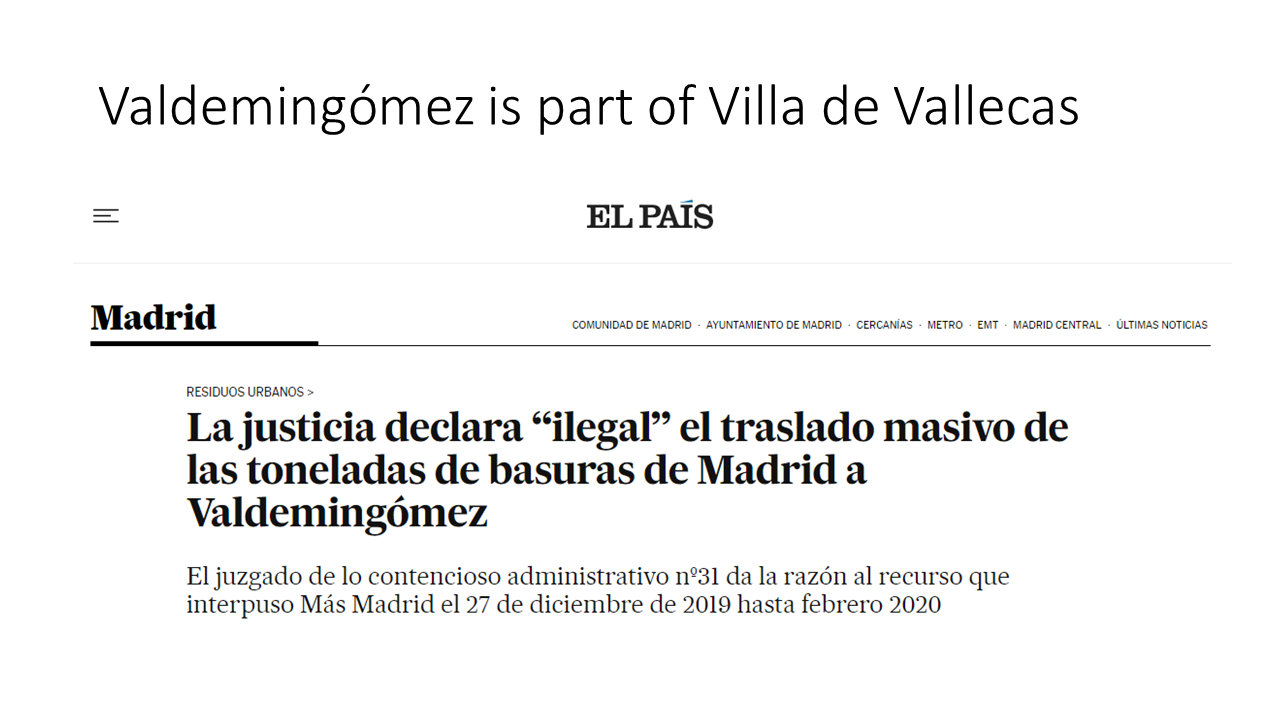 Valdemingómez is part of Villa de Vallecas
EL PAÍS
Madrid
COMUNIDAD DE MADRID · AYUNTAMIENTO DE MADRID · CERCANÍAS · METRO · EMT · MADRID CENTRAL · ÚLTIMAS NOTICIAS
RESIDUOS URBANOS >
La justicia declara “ilegal” el traslado masivo de
las toneladas de basuras de Madrid a
Valdemingómez
El juzgado de lo contencioso administrativo nº31 da la razón al recurso que
interpuso Más Madrid el 27 de diciembre de 2019 hasta febrero 2020